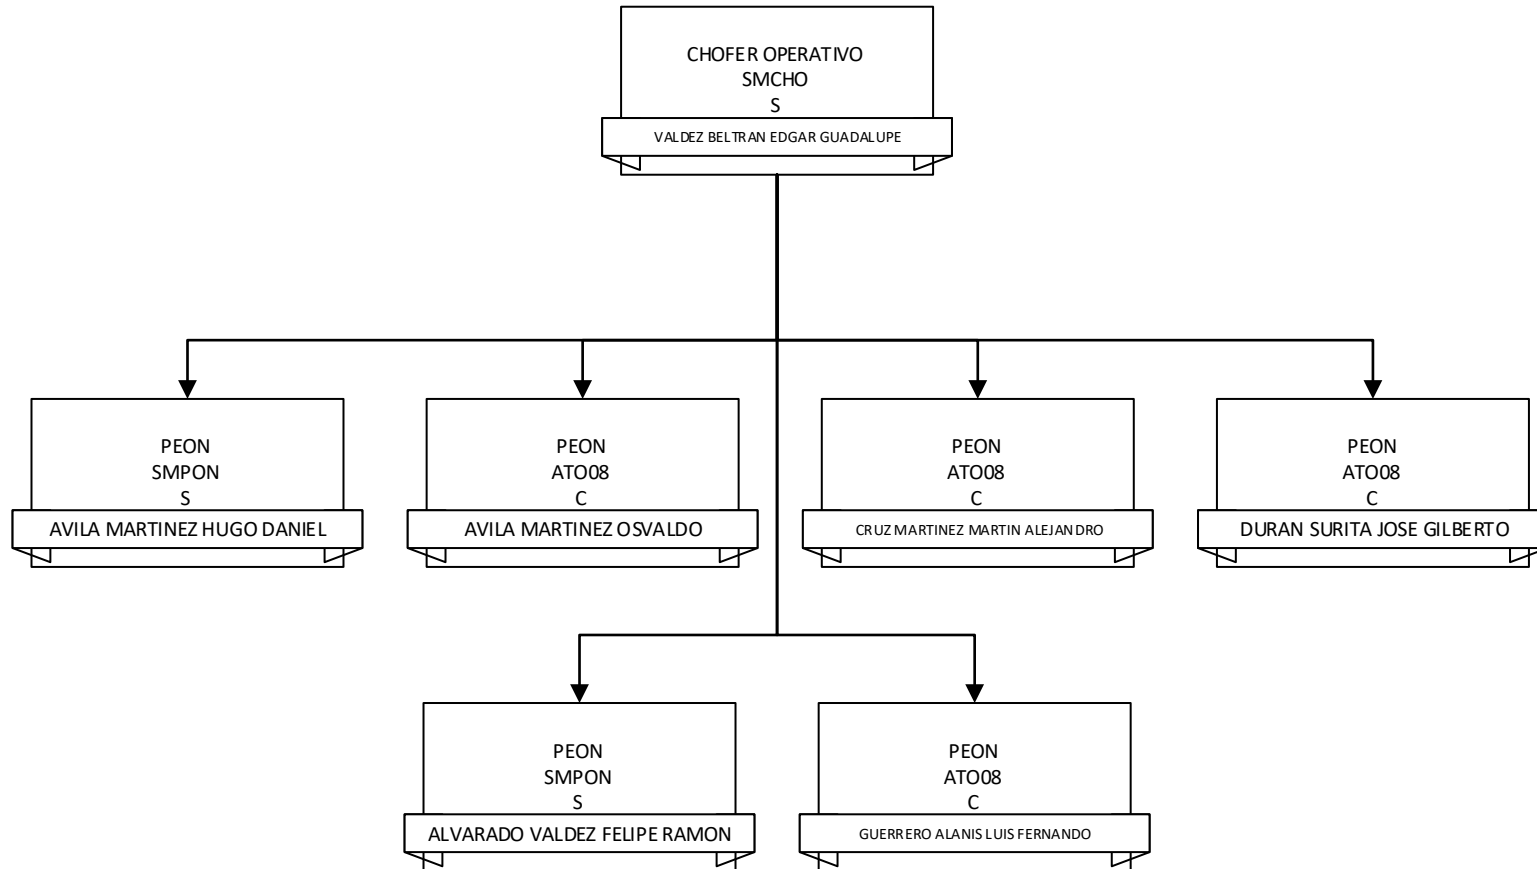 CHOFER OPERATIVO
SMCHO
S
VALDEZ BELTRAN EDGAR GUADALUPE
PEON
SMPON
S
AVILA MARTINEZ HUGO DANIEL
PEON
ATO08
C
AVILA MARTINEZ OSVALDO
PEON
ATO08
C
CRUZ MARTINEZ MARTIN ALEJANDRO
PEON
ATO08
C
DURAN SURITA JOSE GILBERTO
PEON
SMPON
S
ALVARADO VALDEZ FELIPE RAMON
PEON
ATO08
C
GUERRERO ALANIS LUIS FERNANDO